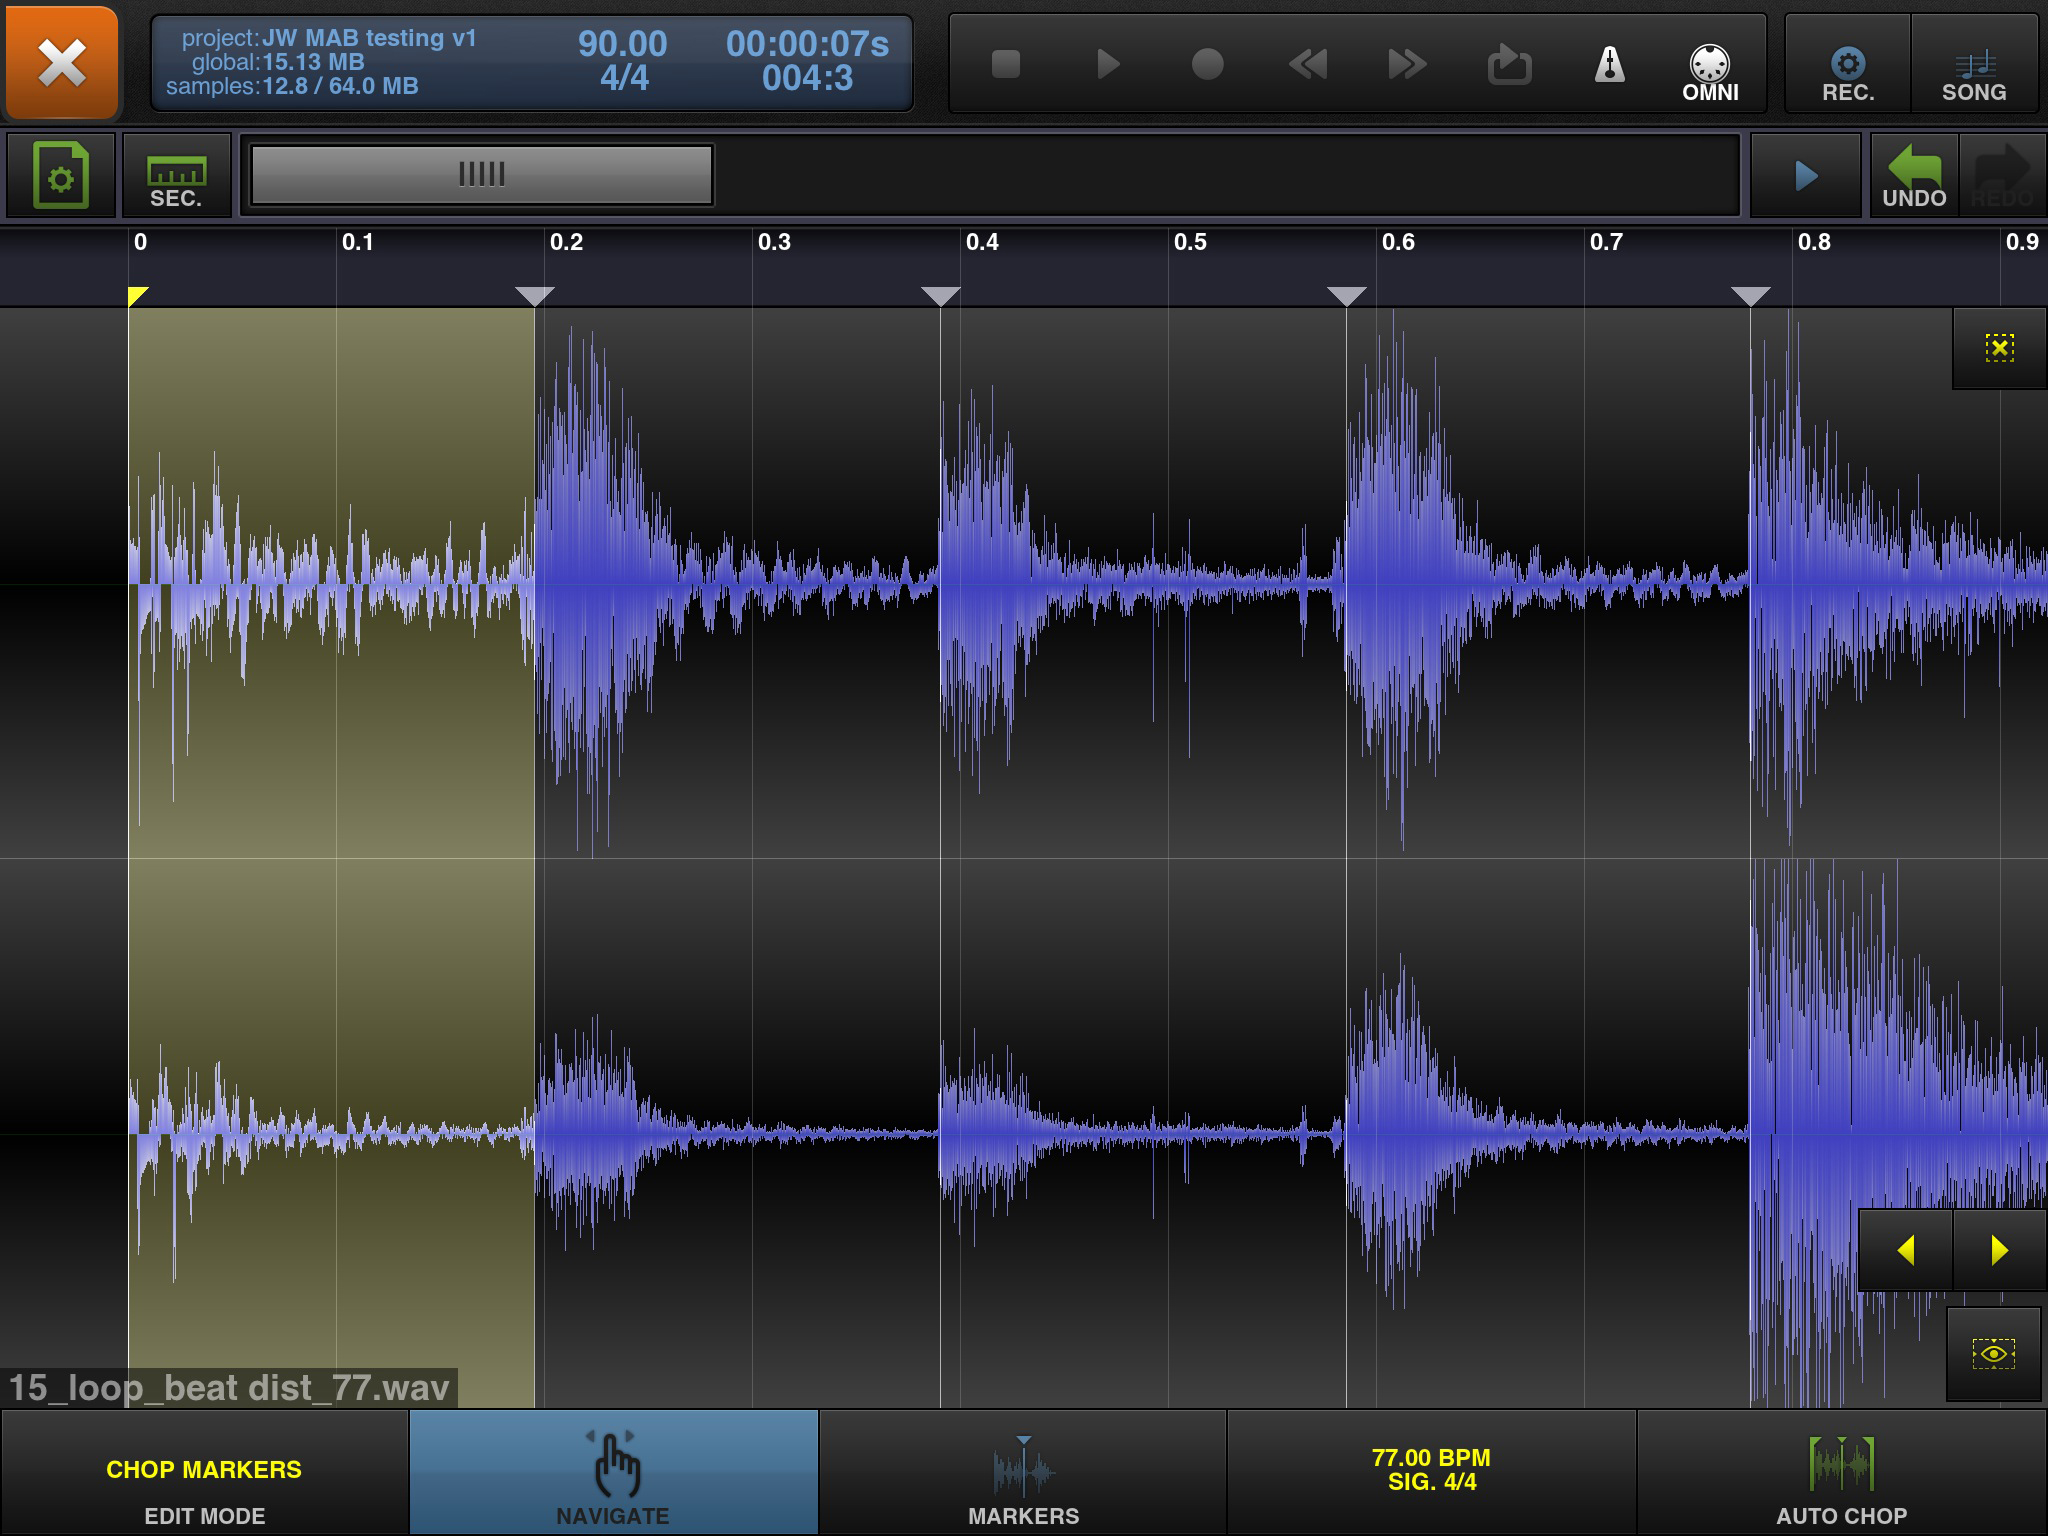 project:JW MAB testing v1
global:15.13 MB
samples:12.8 / 64.0 MB
90.00
4/4
00:00:07s
004:3
OMNI
REC.
SONG
SEC.
UNDO
REDO
0 0.1 0.2 0.3 0.4 0.5 0.6 0.7 0.8 0.9
15_loop_beat dist_77.wav
CHOP MARKERS
EDIT MODE
NAVIGATE
MARKERS
77.00 BPM
SIG. 4/4
AUTO CHOP